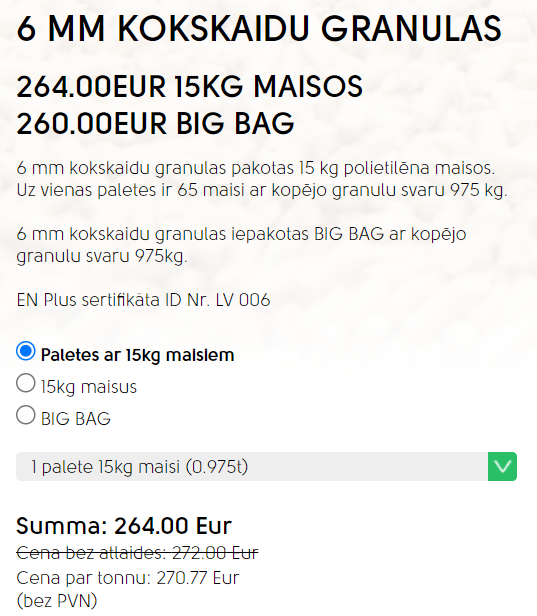 6 MM KOKSKAIDU GRANULAS
264.00EUR 15KG MAISOS
260.00EUR BIG BAG
6 mm kokskaidu granulas pakotas 15 kg polietilēna maisos.
Uz vienas paletes ir 65 maisi ar kopējo granulu svaru 975 kg.
6 mm kokskaidu granulas iepakotas BIG BAG ar kopējo
granulu svaru 975kg.
EN Plus sertifikāta ID Nr. LV 006
Paletes ar 15kg maisiem
15kg maisus
BIG BAG
1 palete 15kg maisi (0.975t)
Summa: 264.00 Eur
Cena bez atlaides: 272.00 Eur
Cena par tonnu: 270.77 Eur
(bez PVN)